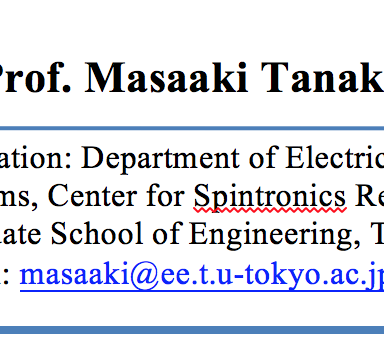 Prof. Masaaki Tanak
ation: Department of Electric
ms, Center for Spintronics Re
ate School of Engineering, T
: masaaki@ee.t.u-tokyo.ac.jp